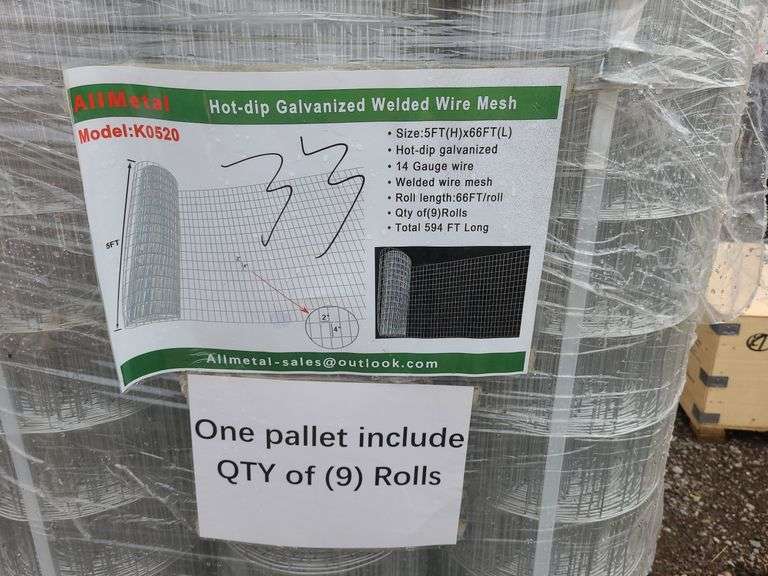 AllMetal
Hot-dip Galvanized Welded Wire Mesh
Model:K0520
• Size:5FT(H)x66FT(L)
• Hot-dip galvanized
• 14 Gauge wire
• Welded wire mesh
• Roll length:66FT/roll
• Qty of(9)Rolls
• Total 594 FT Long
33
5FT
2"
4"
Allmetal-sales@outlook.com
One pallet include
QTY of (9) Rolls